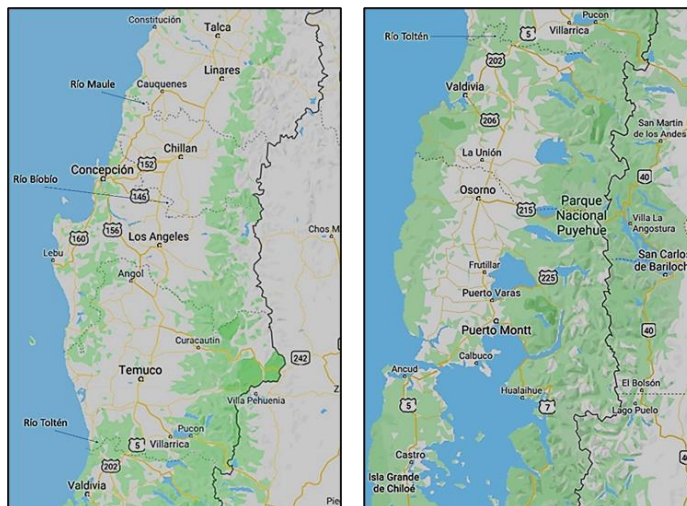 Constitución
Talca
Linares
Río Maule
Cauquenes
Chillan
152
Concepción
146
Río Bíobío
156
160
Los Angeles
Chos M
Lebu
Angol
Curacautín
242
Temuco
Villa Pehuenia
Río Toltén
Pucon
5
Villarrica
202
Valdivia
Pie
Pucon
Río Toltén
5
Villarrica
202
Valdivia
206
San Martin
de los Andes
La Unión
40
Osorno
Parque
Nacional
Puyehue
215
Villa La
Angostura
Frutillar
225
San Carlos
de Bariloch
Puerto Varas
Puerto Montt
40
Calbuco
Ancud
Hualaihue
El Bolsón
5
7
Lago Puelo
Castro
Isla Grande
de Chiloé